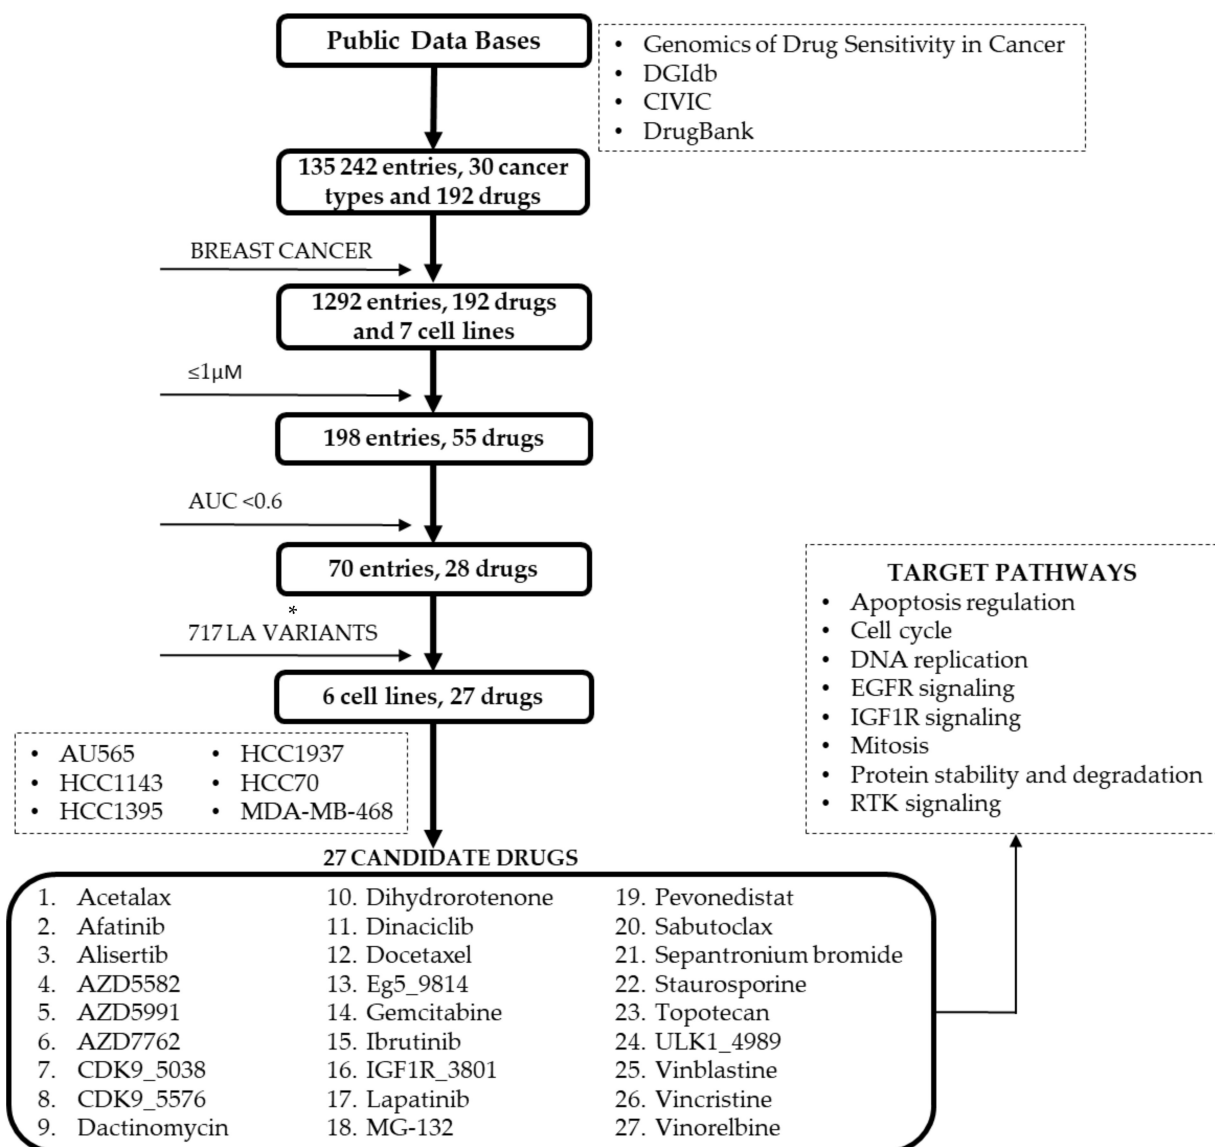 Public Data Bases
• Genomics of Drug Sensitivity in Cancer
• DGIdb
• CIVIC
• DrugBank
135 242 entries, 30 cancer
types and 192 drugs
BREAST CANCER
1292 entries, 192 drugs
and 7 cell lines
≤1µM
198 entries, 55 drugs
AUC <0.6
70 entries, 28 drugs
*
717 LA VARIANTS
6 cell lines, 27 drugs
• AU565
• HCC1143
• HCC1395
• HCC1937
• HCC70
• MDA-MB-468
TARGET PATHWAYS
• Apoptosis regulation
• Cell cycle
• DNA replication
• EGFR signaling
• IGF1R signaling
• Mitosis
• Protein stability and degradation
• RTK signaling
27 CANDIDATE DRUGS
1. Acetalax
2. Afatinib
3. Alisertib
4. AZD5582
5. AZD5991
6. AZD7762
7. CDK9_5038
8. CDK9_5576
9. Dactinomycin
10. Dihydrorotenone
11. Dinaciclib
12. Docetaxel
13. Eg5_9814
14. Gemcitabine
15. Ibrutinib
16. IGF1R_3801
17. Lapatinib
18. MG-132
19. Pevonedistat
20. Sabutoclax
21. Sepantronium bromide
22. Staurosporine
23. Topotecan
24. ULK1_4989
25. Vinblastine
26. Vincristine
27. Vinorelbine